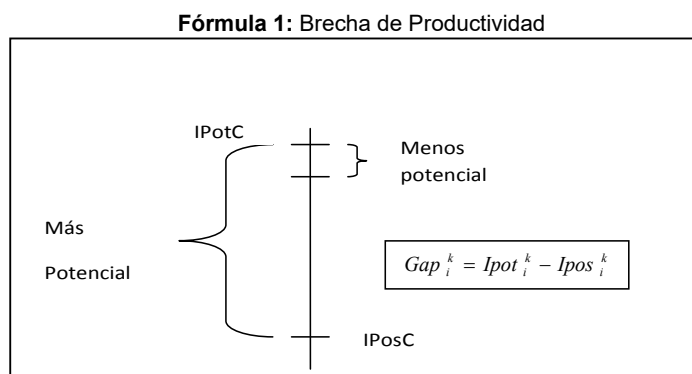 Fórmula 1: Brecha de Productividad
IPotC
Menos
potencial
Más
Potencial
Gap_i^k = Ipot_i^k − Ipos_i^k
IPosC